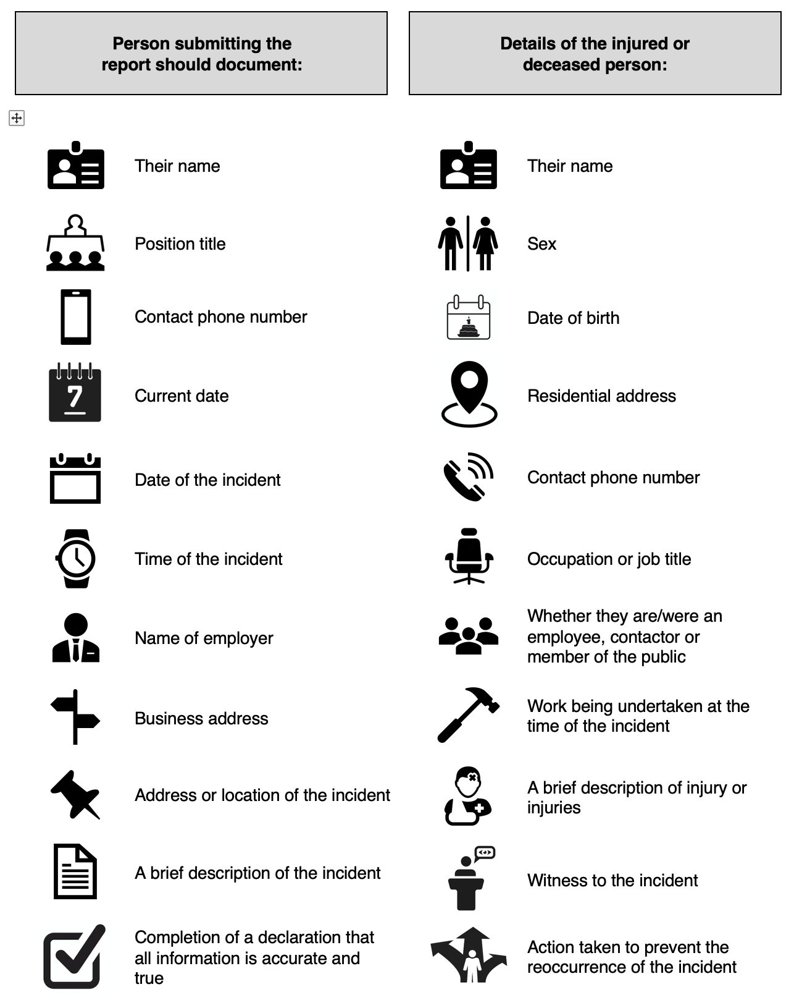 Person submitting the
report should document:
Their name
Position title
Contact phone number
7
Current date
Date of the incident
Time of the incident
Name of employer
Business address
Address or location of the incident
A brief description of the incident
Completion of a declaration that
all information is accurate and
true
Details of the injured or
deceased person:
Their name
Sex
Date of birth
Residential address
Contact phone number
Occupation or job title
Whether they are/were an
employee, contactor or
member of the public
Work being undertaken at the
time of the incident
A brief description of injury or
injuries
Witness to the incident
Action taken to prevent the
reoccurrence of the incident